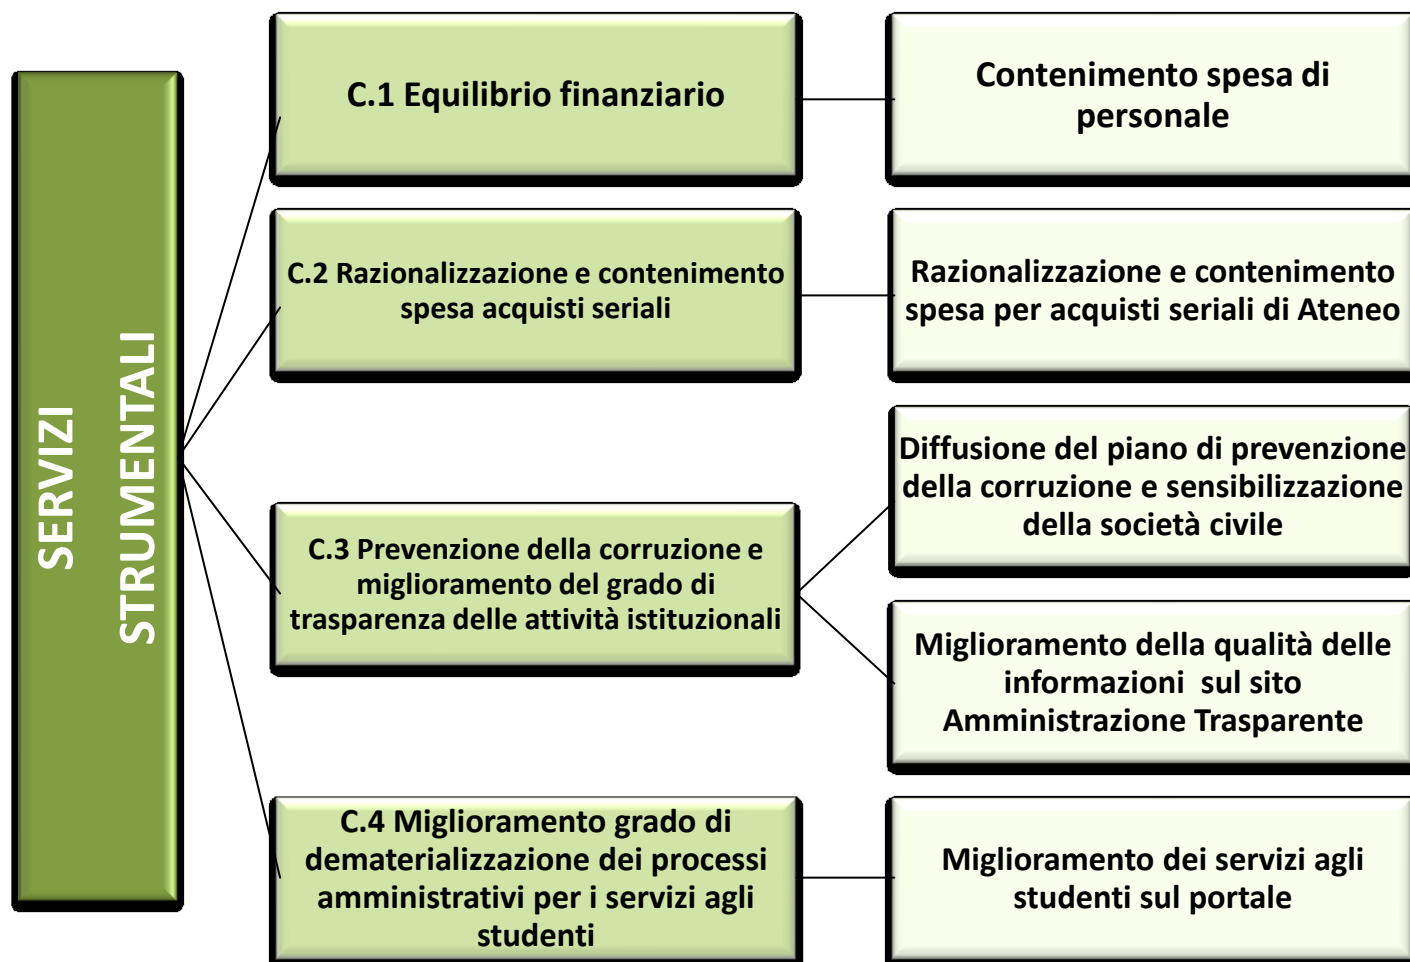 SERVIZI
STRUMENTALI
C.1 Equilibrio finanziario
Contenimento spesa di
personale
C.2 Razionalizzazione e contenimento
spesa acquisti seriali
Razionalizzazione e contenimento
spesa per acquisti seriali di Ateneo
C.3 Prevenzione della corruzione e
miglioramento del grado di
trasparenza delle attività istituzionali
Diffusione del piano di prevenzione
della corruzione e sensibilizzazione
della società civile
Miglioramento della qualità delle
informazioni sul sito
Amministrazione Trasparente
C.4 Miglioramento grado di
dematerializzazione dei processi
amministrativi per i servizi agli
studenti
Miglioramento dei servizi agli
studenti sul portale